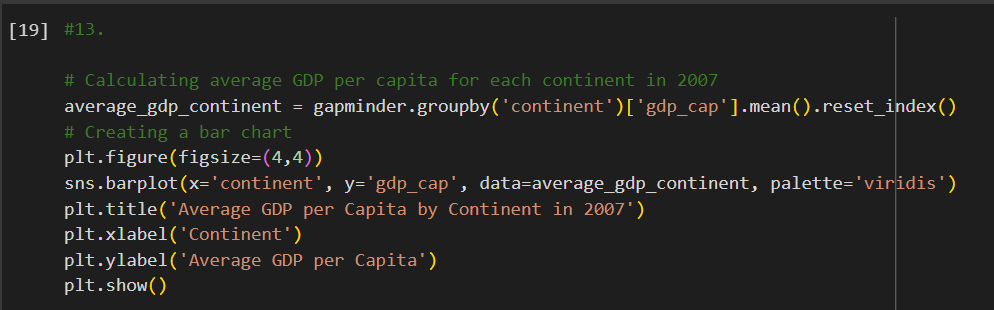 [19] #13.
# Calculating average GDP per capita for each continent in 2007
average_gdp_continent = gapminder.groupby('continent')['gdp_cap'].mean().reset_index()
# Creating a bar chart
plt.figure(figsize=(4,4))
sns.barplot(x='continent', y='gdp_cap', data=average_gdp_continent, palette='viridis')
plt.title('Average GDP per Capita by Continent in 2007')
plt.xlabel('Continent')
plt.ylabel('Average GDP per Capita')
plt.show()